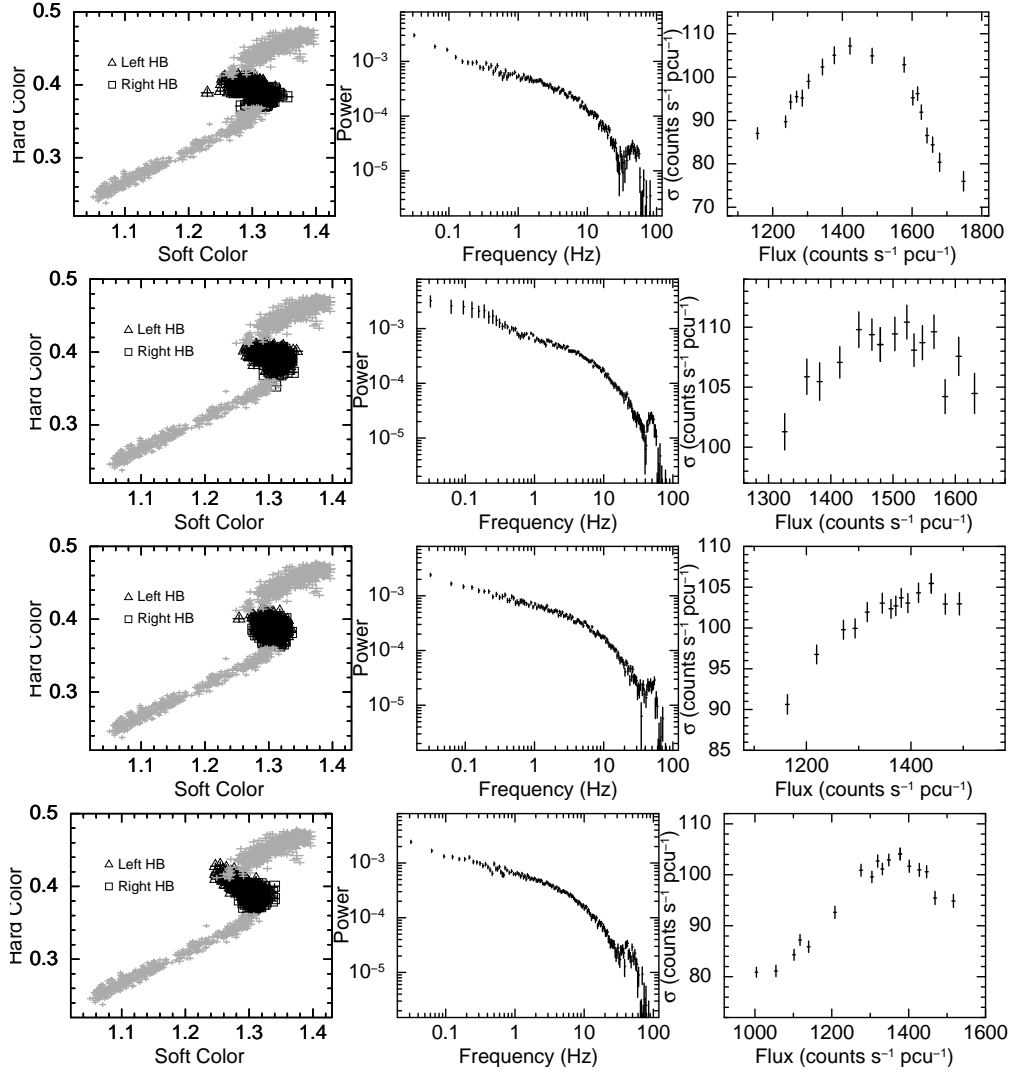 0.5
0.4
0.3
Hard Color
△ Left HB
□ Right HB
1.1 1.2 1.3 1.4
Soft Color
10⁻³
10⁻⁴
10⁻⁵
Power
0.1 1 10 100
Frequency (Hz)
110
100
90
80
70
σ (counts s⁻¹ pcu⁻¹)
1200 1400 1600 1800
Flux (counts s⁻¹ pcu⁻¹)
0.5
0.4
0.3
Hard Color
△ Left HB
□ Right HB
1.1 1.2 1.3 1.4
Soft Color
10⁻³
10⁻⁴
10⁻⁵
Power
0.1 1 10 100
Frequency (Hz)
110
105
100
σ (counts s⁻¹ pcu⁻¹)
1300 1400 1500 1600
Flux (counts s⁻¹ pcu⁻¹)
0.5
0.4
0.3
Hard Color
△ Left HB
□ Right HB
1.1 1.2 1.3 1.4
Soft Color
10⁻³
10⁻⁴
10⁻⁵
Power
0.1 1 10 100
Frequency (Hz)
110
105
100
95
90
85
σ (counts s⁻¹ pcu⁻¹)
1200 1400
Flux (counts s⁻¹ pcu⁻¹)
0.5
0.4
0.3
Hard Color
△ Left HB
□ Right HB
1.1 1.2 1.3 1.4
Soft Color
10⁻³
10⁻⁴
10⁻⁵
Power
0.1 1 10 100
Frequency (Hz)
110
100
90
80
σ (counts s⁻¹ pcu⁻¹)
1000 1200 1400 1600
Flux (counts s⁻¹ pcu⁻¹)